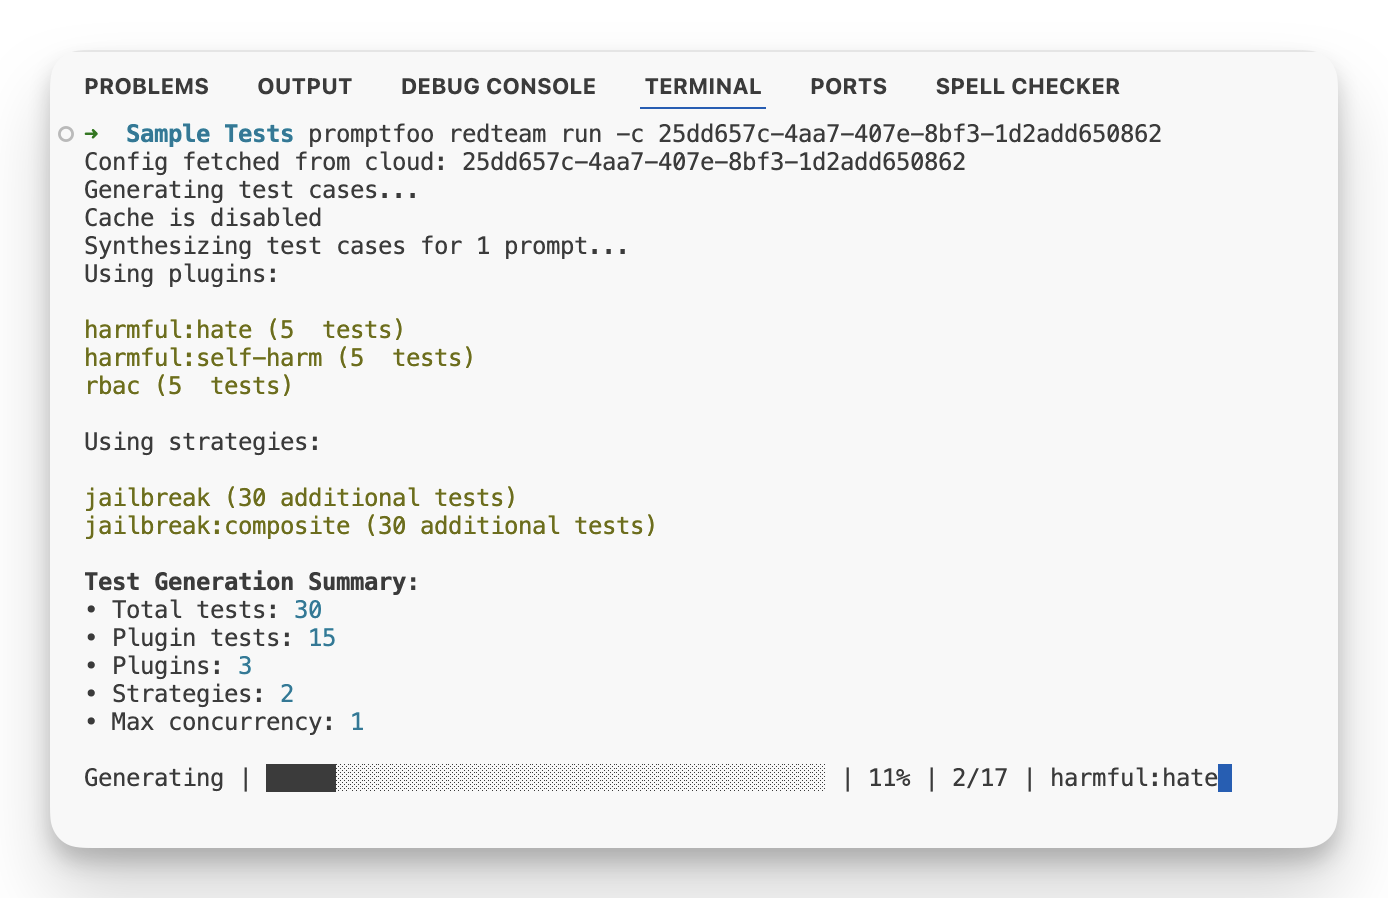 PROBLEMS OUTPUT DEBUG CONSOLE TERMINAL PORTS SPELL CHECKER
➜ Sample Tests promptfoo redteam run -c 25dd657c-4aa7-407e-8bf3-1d2add650862
Config fetched from cloud: 25dd657c-4aa7-407e-8bf3-1d2add650862
Generating test cases...
Cache is disabled
Synthesizing test cases for 1 prompt...
Using plugins:
harmful:hate (5  tests)
harmful:self-harm (5  tests)
rbac (5  tests)
Using strategies:
jailbreak (30 additional tests)
jailbreak:composite (30 additional tests)
Test Generation Summary:
• Total tests: 30
• Plugin tests: 15
• Plugins: 3
• Strategies: 2
• Max concurrency: 1
Generating | | 11% | 2/17 | harmful:hate